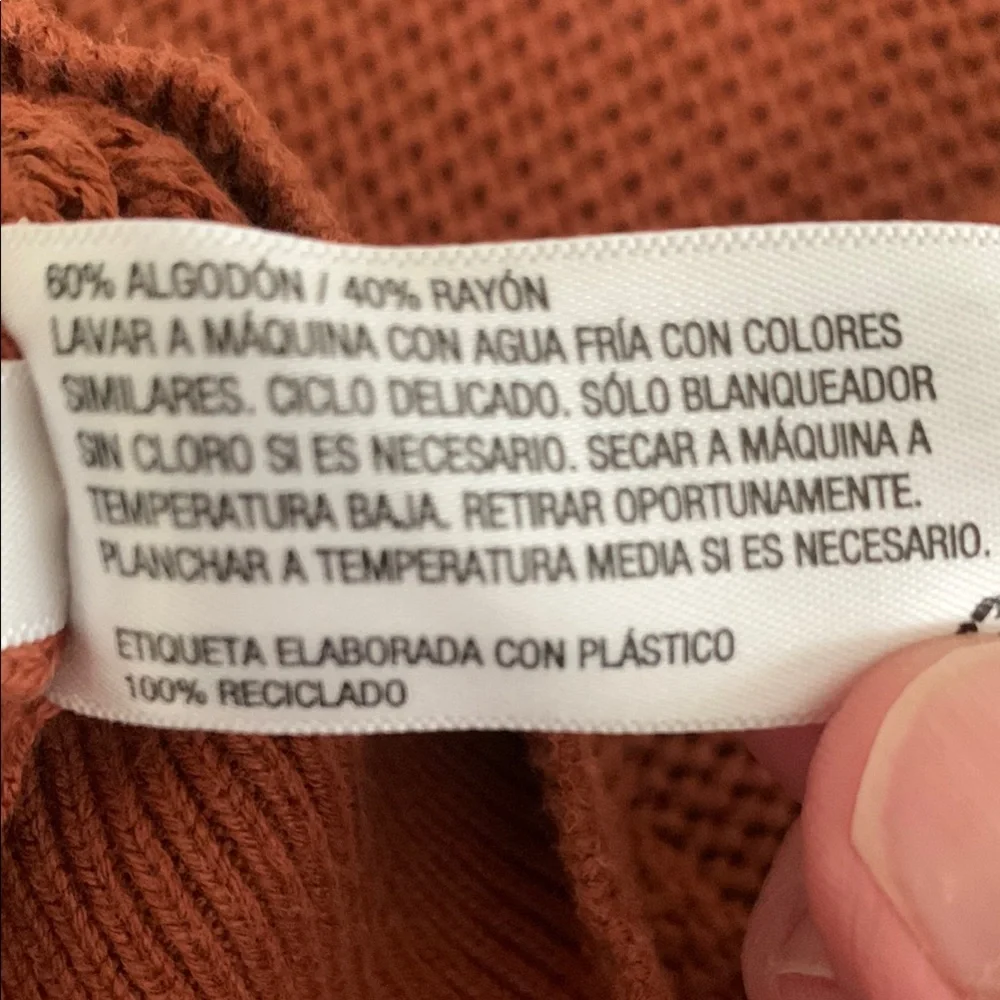 60% ALGODÓN / 40% RAYÓN
LAVAR A MÁQUINA CON AGUA FRÍA CON COLORES
SIMILARES. CICLO DELICADO. SÓLO BLANQUEADOR
SIN CLORO SI ES NECESARIO. SECAR A MÁQUINA A
TEMPERATURA BAJA. RETIRAR OPORTUNAMENTE.
PLANCHAR A TEMPERATURA MEDIA SI ES NECESARIO.
ETIQUETA ELABORADA CON PLÁSTICO
100% RECICLADO